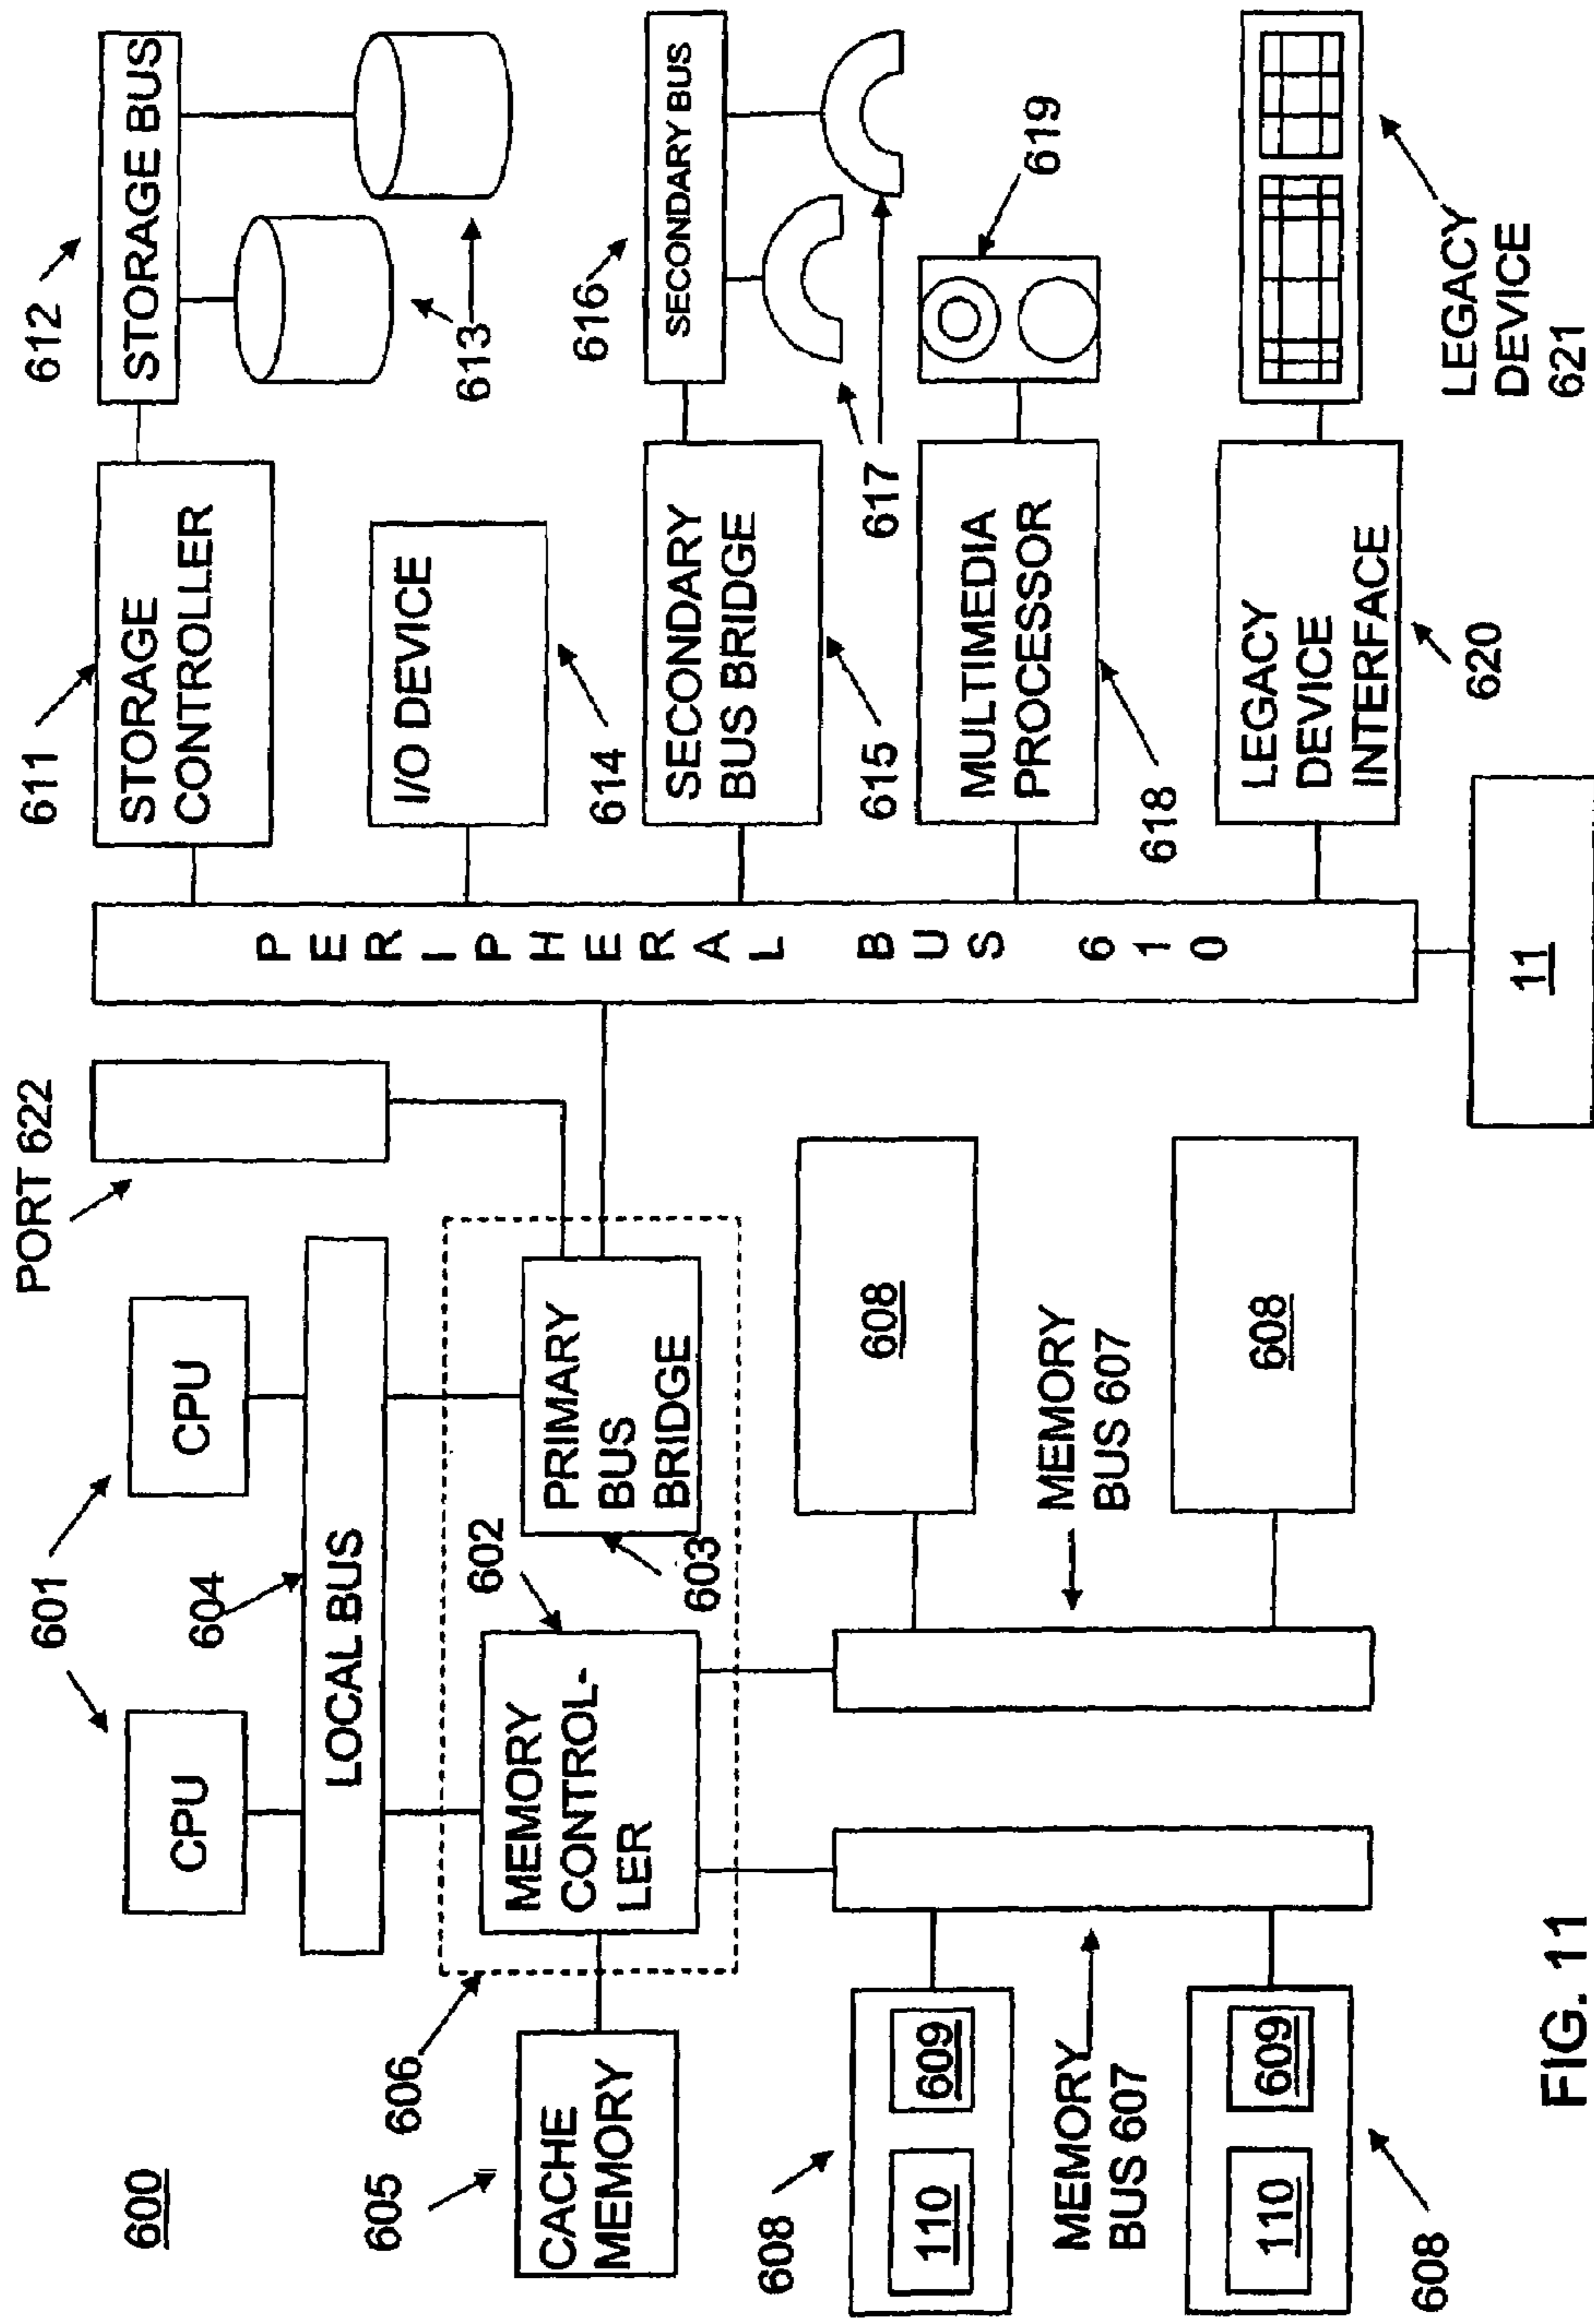 600
601
CPU
CPU
PORT 622
604
LOCAL BUS
605
606
602
603
CACHE
MEMORY
MEMORY
CONTROL-
LER
PRIMARY
BUS
BRIDGE
608
110
609
MEMORY
BUS 607
608
110
609
608
MEMORY
BUS 607
608
PERIPHERAL BUS 610
11
611
STORAGE
CONTROLLER
612
STORAGE BUS
613
I/O DEVICE
614
616
SECONDARY BUS
SECONDARY
BUS BRIDGE
615
617
MULTIMEDIA
PROCESSOR
618
619
LEGACY
DEVICE
INTERFACE
620
LEGACY
DEVICE
621
FIG. 11